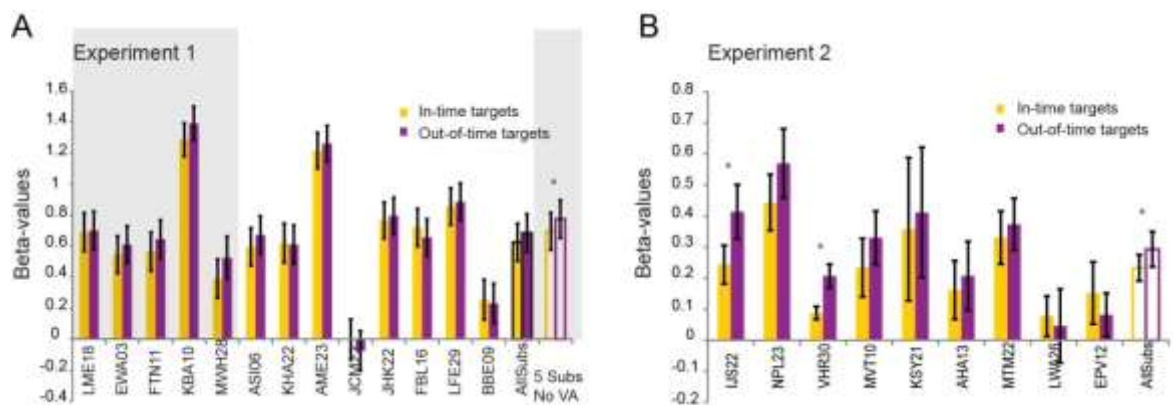 A
Experiment 1
In-time targets
Out-of-time targets
Beta-values
1.6
1.4
1.2
1
0.8
0.6
0.4
0.2
0
-0.2
-0.4
LME18
EWA03
FTN11
KBA10
MWH28
ASI06
KHA22
AME23
JHK22
FBL16
LFE29
BBE09
AllSubs
5 Subs
No VA
*
B
Experiment 2
In-time targets
Out-of-time targets
Beta-values
0.8
0.7
0.6
0.5
0.4
0.3
0.2
0.1
0
-0.1
-0.2
*
*
*
IJS22
NPL23
VHR30
MVT10
KSY21
AHA13
MTM22
LWA26
EPV12
AllSubs